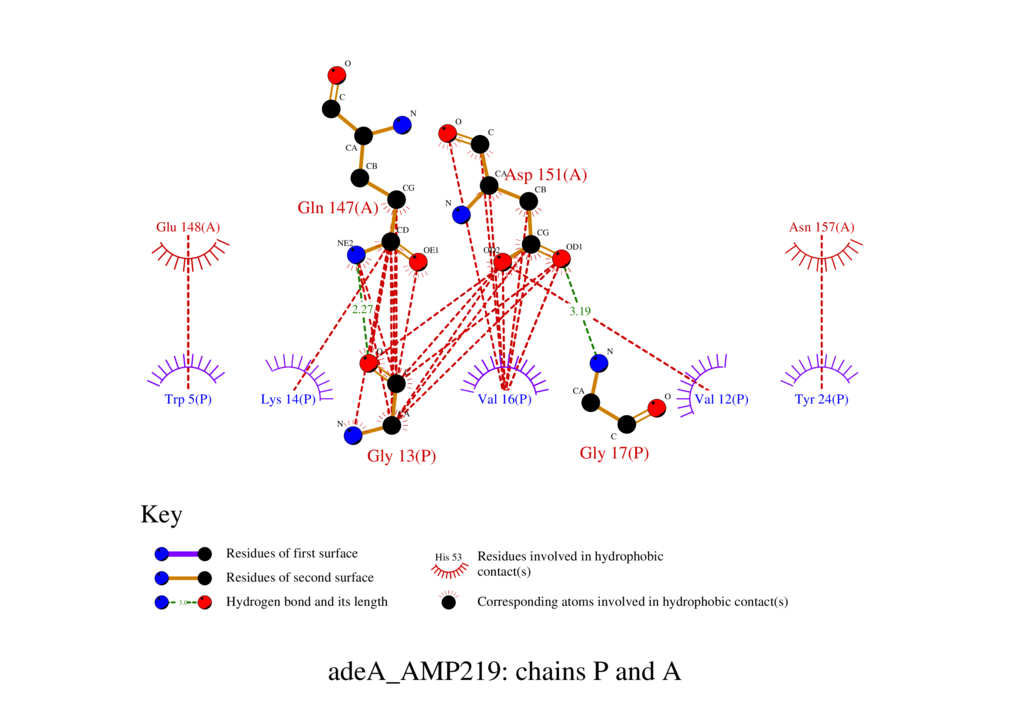 O
C
N
CA
CB
CG
Gln 147(A)
CD
NE2
OE1
O
C
CA
Asp 151(A)
CB
N
CG
OD2
OD1
Glu 148(A)
Asn 157(A)
2.27
3.19
Trp 5(P)
Lys 14(P)
O
N
Gly 13(P)
Val 16(P)
N
CA
O
C
Gly 17(P)
Val 12(P)
Tyr 24(P)
Key
Residues of first surface
Residues of second surface
3.0
Hydrogen bond and its length
His 53
Residues involved in hydrophobic
contact(s)
Corresponding atoms involved in hydrophobic contact(s)
adeA_AMP219: chains P and A